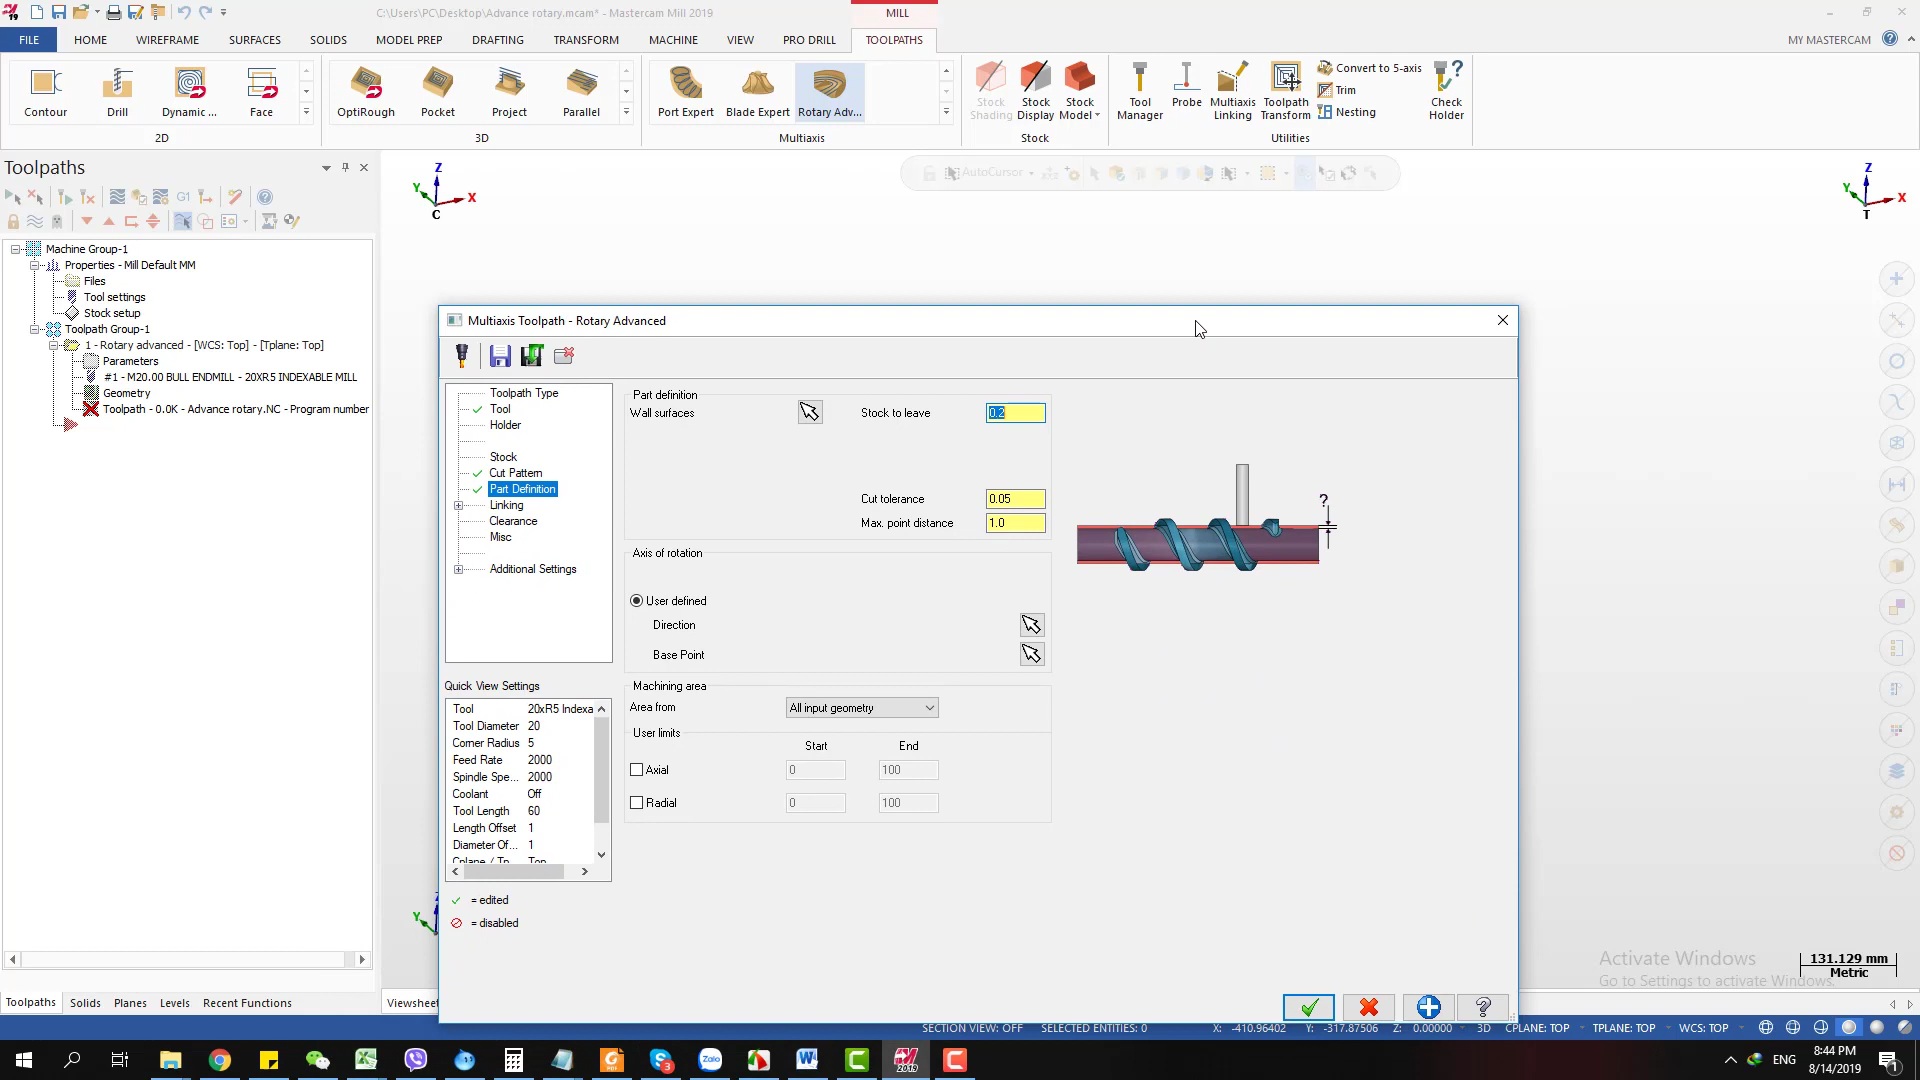 C:\Users\PC\Desktop\Advance rotary.mcam* - Mastercam Mill 2019
MILL
FILE HOME WIREFRAME SURFACES SOLIDS MODEL PREP DRAFTING TRANSFORM MACHINE VIEW PRO DRILL TOOLPATHS MY MASTERCAM
Contour Drill Dynamic ... Face OptiRough Pocket Project Parallel Port Expert Blade Expert Rotary Adv... Stock Shading Stock Display Stock Model Tool Manager Probe Multiaxis Linking Toolpath Transform Convert to 5-axis Trim Nesting Check Holder
2D 3D Multiaxis Stock Utilities
Toolpaths
AutoCursor
G1
Z
Y X
C
Z
Y X
T
Machine Group-1
Properties - Mill Default MM
Files
Tool settings
Stock setup
Toolpath Group-1
1 - Rotary advanced - [WCS: Top] - [Tplane: Top]
Parameters
#1 - M20.00 BULL ENDMILL - 20XR5 INDEXABLE MILL
Geometry
Toolpath - 0.0K - Advance rotary.NC - Program number
Multiaxis Toolpath - Rotary Advanced
Toolpath Type
Tool
Holder
Stock
Cut Pattern
Part Definition
Linking
Clearance
Misc
Additional Settings
Part definition
Wall surfaces Stock to leave 0.2
Cut tolerance 0.05
Max. point distance 1.0
?
Axis of rotation
User defined
Direction
Base Point
Machining area
Area from All input geometry
User limits
Start End
Axial 0 100
Radial 0 100
Quick View Settings
Tool 20xR5 Indexa
Tool Diameter 20
Corner Radius 5
Feed Rate 2000
Spindle Spe... 2000
Coolant Off
Tool Length 60
Length Offset 1
Diameter Of... 1
Cplane / Tp... Top
= edited
= disabled
Y
Activate Windows
Go to Settings to activate Windows.
131.129 mm
Metric
Toolpaths Solids Planes Levels Recent Functions Viewsheet
SECTION VIEW: OFF SELECTED ENTITIES: 0 X: -410.96402 Y: -317.87506 Z: 0.00000 3D CPLANE: TOP TPLANE: TOP WCS: TOP
ENG 8:44 PM
8/14/2019